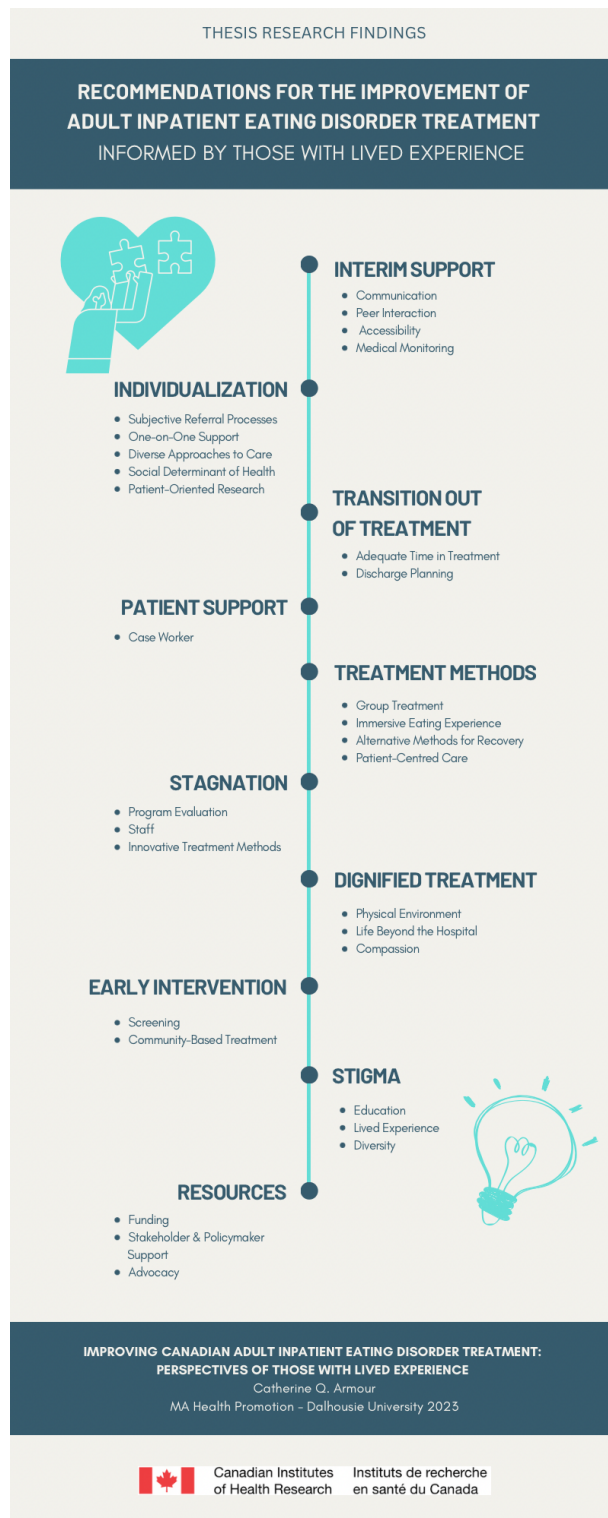 THESIS RESEARCH FINDINGS
RECOMMENDATIONS FOR THE IMPROVEMENT OF
ADULT INPATIENT EATING DISORDER TREATMENT
INFORMED BY THOSE WITH LIVED EXPERIENCE
INTERIM SUPPORT
Communication
Peer Interaction
Accessibility
Medical Monitoring
INDIVIDUALIZATION
Subjective Referral Processes
One-on-One Support
Diverse Approaches to Care
Social Determinant of Health
Patient-Oriented Research
TRANSITION OUT
OF TREATMENT
Adequate Time in Treatment
Discharge Planning
PATIENT SUPPORT
Case Worker
TREATMENT METHODS
Group Treatment
Immersive Eating Experience
Alternative Methods for Recovery
Patient-Centred Care
STAGNATION
Program Evaluation
Staff
Innovative Treatment Methods
DIGNIFIED TREATMENT
Physical Environment
Life Beyond the Hospital
Compassion
EARLY INTERVENTION
Screening
Community-Based Treatment
STIGMA
Education
Lived Experience
Diversity
RESOURCES
Funding
Stakeholder & Policymaker
Support
Advocacy
IMPROVING CANADIAN ADULT INPATIENT EATING DISORDER TREATMENT:
PERSPECTIVES OF THOSE WITH LIVED EXPERIENCE
Catherine Q. Armour
MA Health Promotion - Dalhousie University 2023
Canadian Institutes
of Health Research
Instituts de recherche
en santé du Canada